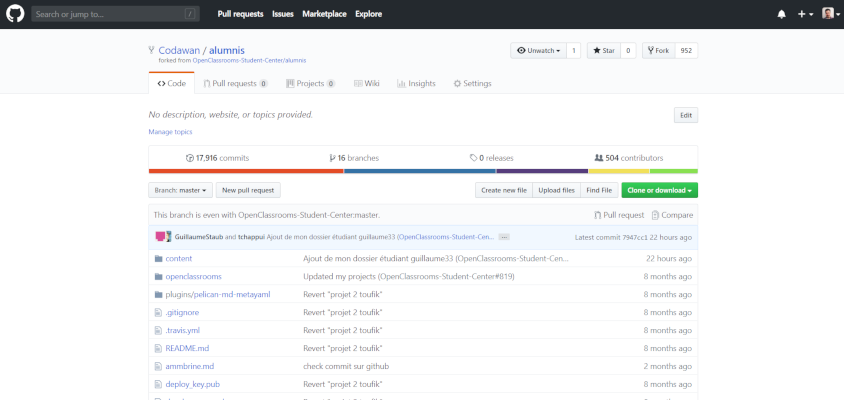 Search or jump to... / Pull requests Issues Marketplace Explore
Codawan / alumnis Unwatch 1 Star 0 Fork 952
forked from OpenClassrooms-Student-Center/alumnis
Code Pull requests 0 Projects 0 Wiki Insights Settings
No description, website, or topics provided. Edit
Manage topics
17,916 commits 16 branches 0 releases 504 contributors
Branch: master New pull request Create new file Upload files Find File Clone or download
This branch is even with OpenClassrooms-Student-Center:master. Pull request Compare
GuillaumeStaub and tchappui Ajout de mon dossier étudiant guillaume33 (OpenClassrooms-Student-Cen... Latest commit 7947cc1 22 hours ago
content Ajout de mon dossier étudiant guillaume33 (OpenClassrooms-Student-Cen... 22 hours ago
openclassrooms Updated my projects (OpenClassrooms-Student-Center#819) 8 months ago
plugins/pelican-md-metayaml Revert "projet 2 toufik" 8 months ago
.gitignore Revert "projet 2 toufik" 8 months ago
.travis.yml Revert "projet 2 toufik" 8 months ago
README.md Revert "projet 2 toufik" 8 months ago
ammbrine.md check commit sur github 2 months ago
deploy_key.pub Revert "projet 2 toufik" 8 months ago